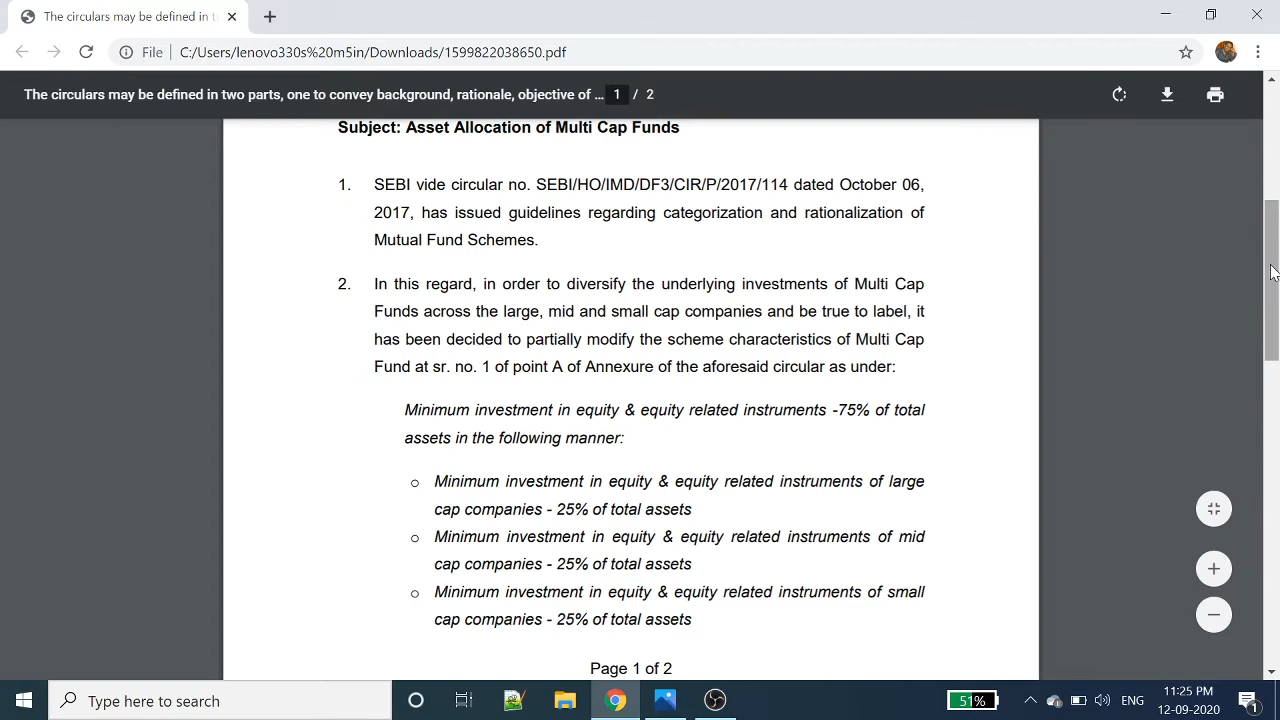 The circulars may be defined in t
File | C:/Users/lenovo330s%20m5in/Downloads/1599822038650.pdf
The circulars may be defined in two parts, one to convey background, rationale, objective of ... 1 / 2
Subject: Asset Allocation of Multi Cap Funds
1. SEBI vide circular no. SEBI/HO/IMD/DF3/CIR/P/2017/114 dated October 06,
2017, has issued guidelines regarding categorization and rationalization of
Mutual Fund Schemes.
2. In this regard, in order to diversify the underlying investments of Multi Cap
Funds across the large, mid and small cap companies and be true to label, it
has been decided to partially modify the scheme characteristics of Multi Cap
Fund at sr. no. 1 of point A of Annexure of the aforesaid circular as under:
Minimum investment in equity & equity related instruments -75% of total
assets in the following manner:
o Minimum investment in equity & equity related instruments of large
cap companies - 25% of total assets
o Minimum investment in equity & equity related instruments of mid
cap companies - 25% of total assets
o Minimum investment in equity & equity related instruments of small
cap companies - 25% of total assets
Page 1 of 2
Type here to search
51%
ENG
11:25 PM
12-09-2020
1